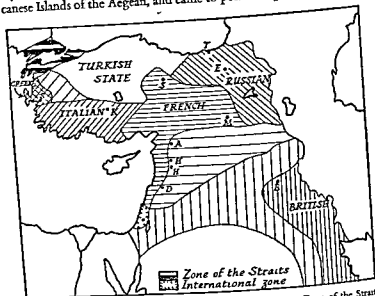 canese Islands of the Aegean, and came to
T.
TURKISH
STATE
E
RUSSIAN
GREEK
S
ITALIAN
K
FRENCH
M
A
H
H
D
B
BRITISH
Zone of the Straits
International zone
of the Strait